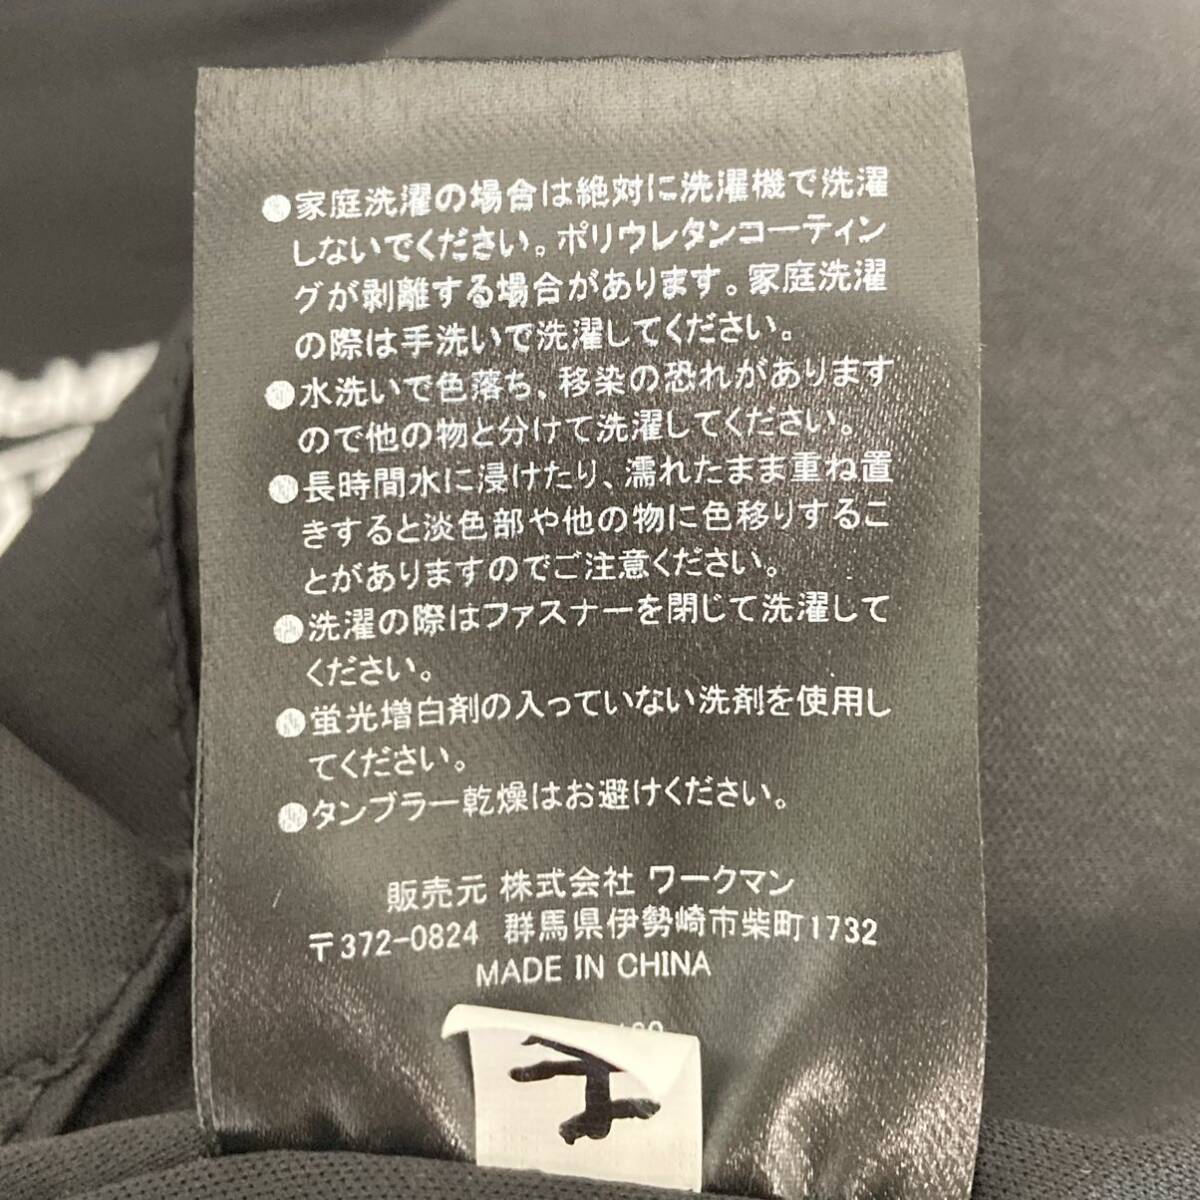 ●家庭洗濯の場合は絶対に洗濯機で洗濯
しないでください。ポリウレタンコーティン
グが剥離する場合があります。家庭洗濯
の際は手洗いで洗濯してください。
●水洗いで色落ち、移染の恐れがあります
ので他の物と分けて洗濯してください。
●長時間水に浸けたり、濡れたまま重ね置
きすると淡色部や他の物に色移りするこ
とがありますのでご注意ください。
●洗濯の際はファスナーを閉じて洗濯して
ください。
●蛍光増白剤の入っていない洗剤を使用し
てください。
●タンブラー乾燥はお避けください。
販売元 株式会社 ワークマン
〒372-0824 群馬県伊勢崎市柴町1732
MADE IN CHINA